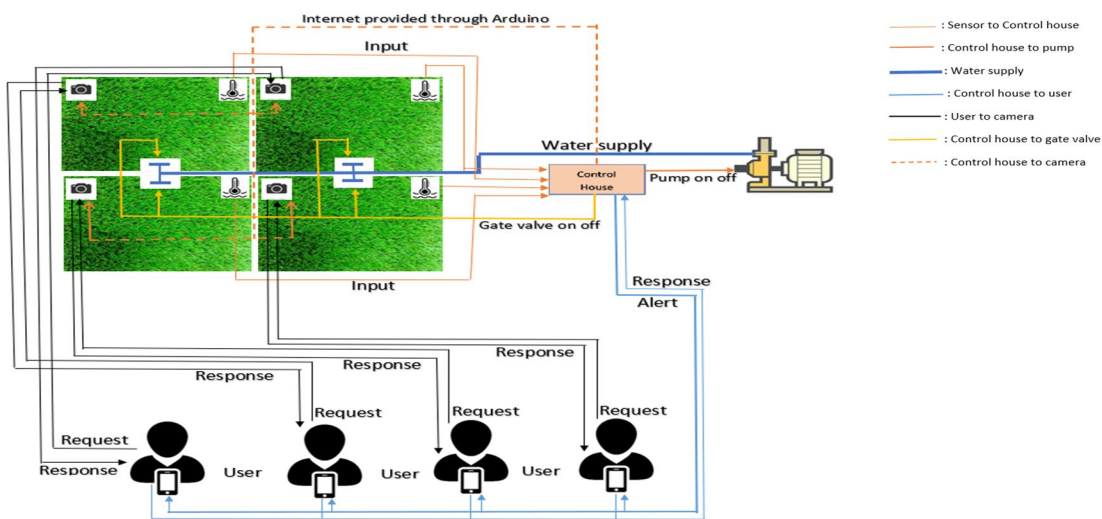 Internet provided through Arduino
Input
Water supply
Control
House
Pump on off
Gate valve on off
Input
Response
Alert
Response
Response
Response
Request
Request
Request
Request
Response
User
User
User
: Sensor to Control house
: Control house to pump
: Water supply
: Control house to user
: User to camera
: Control house to gate valve
: Control house to camera